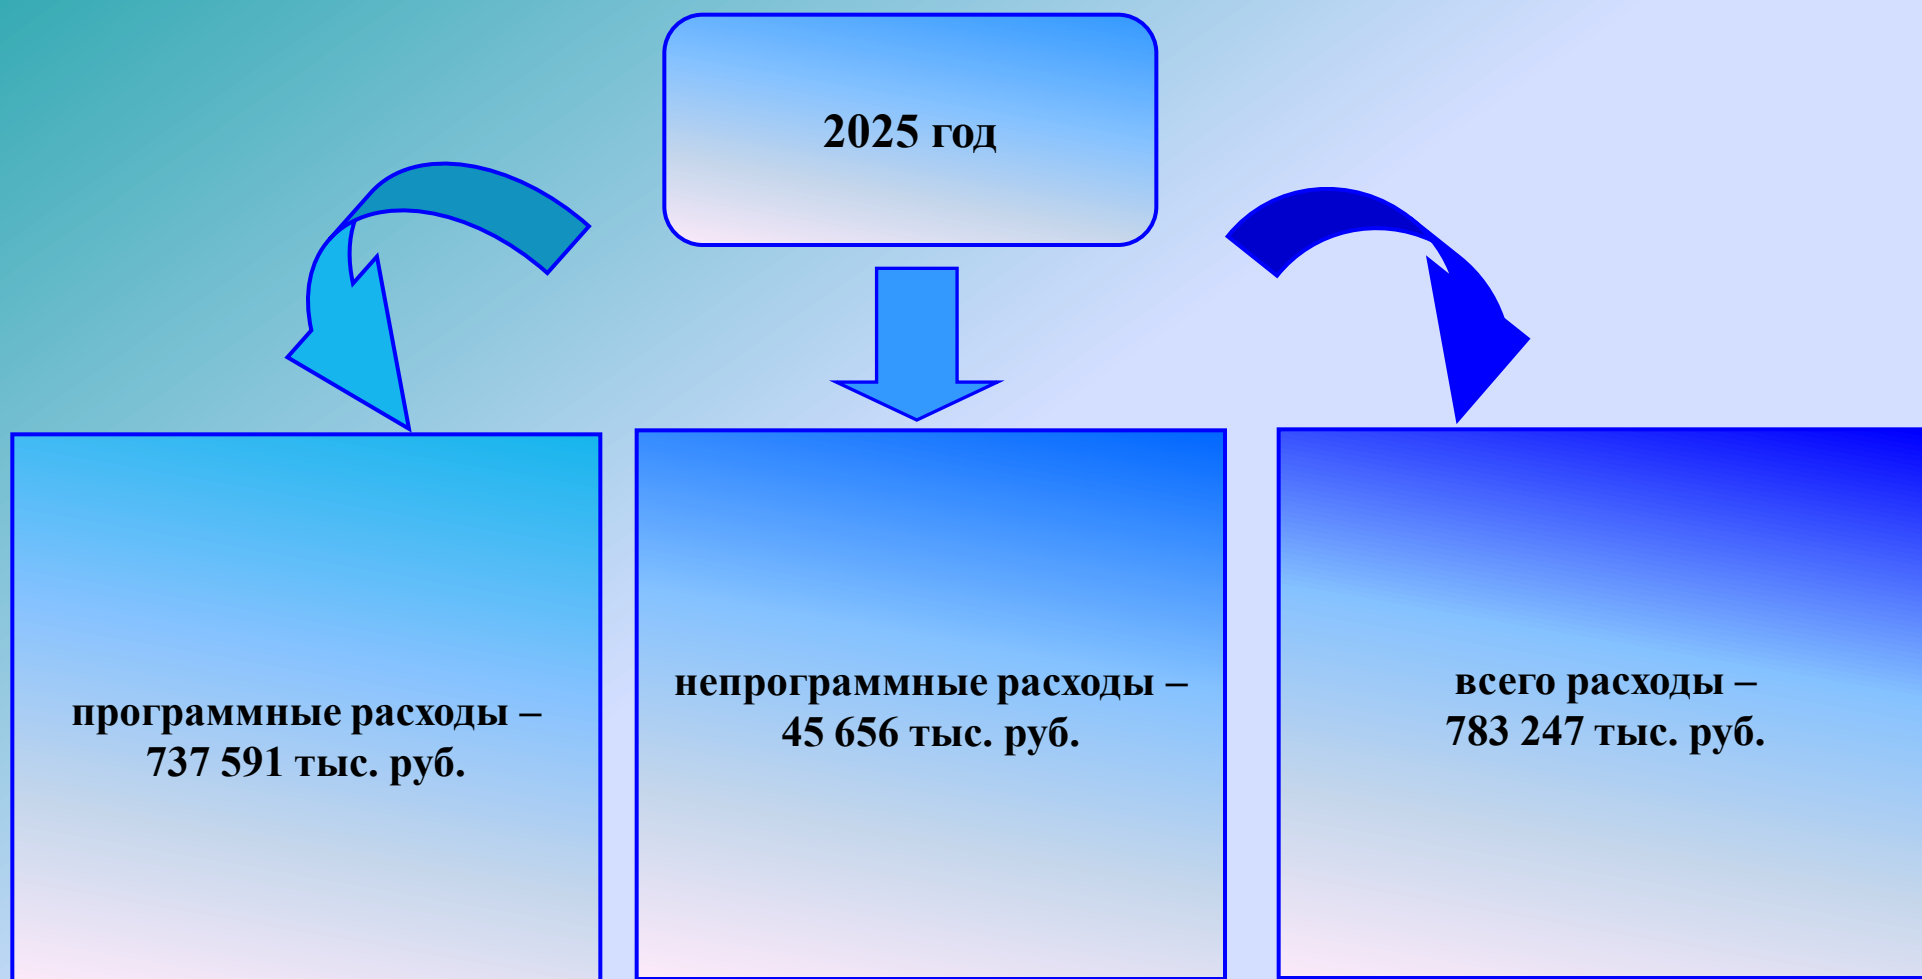 2025 год
программные расходы –
737 591 тыс. руб.
непрограммные расходы –
45 656 тыс. руб.
всего расходы –
783 247 тыс. руб.